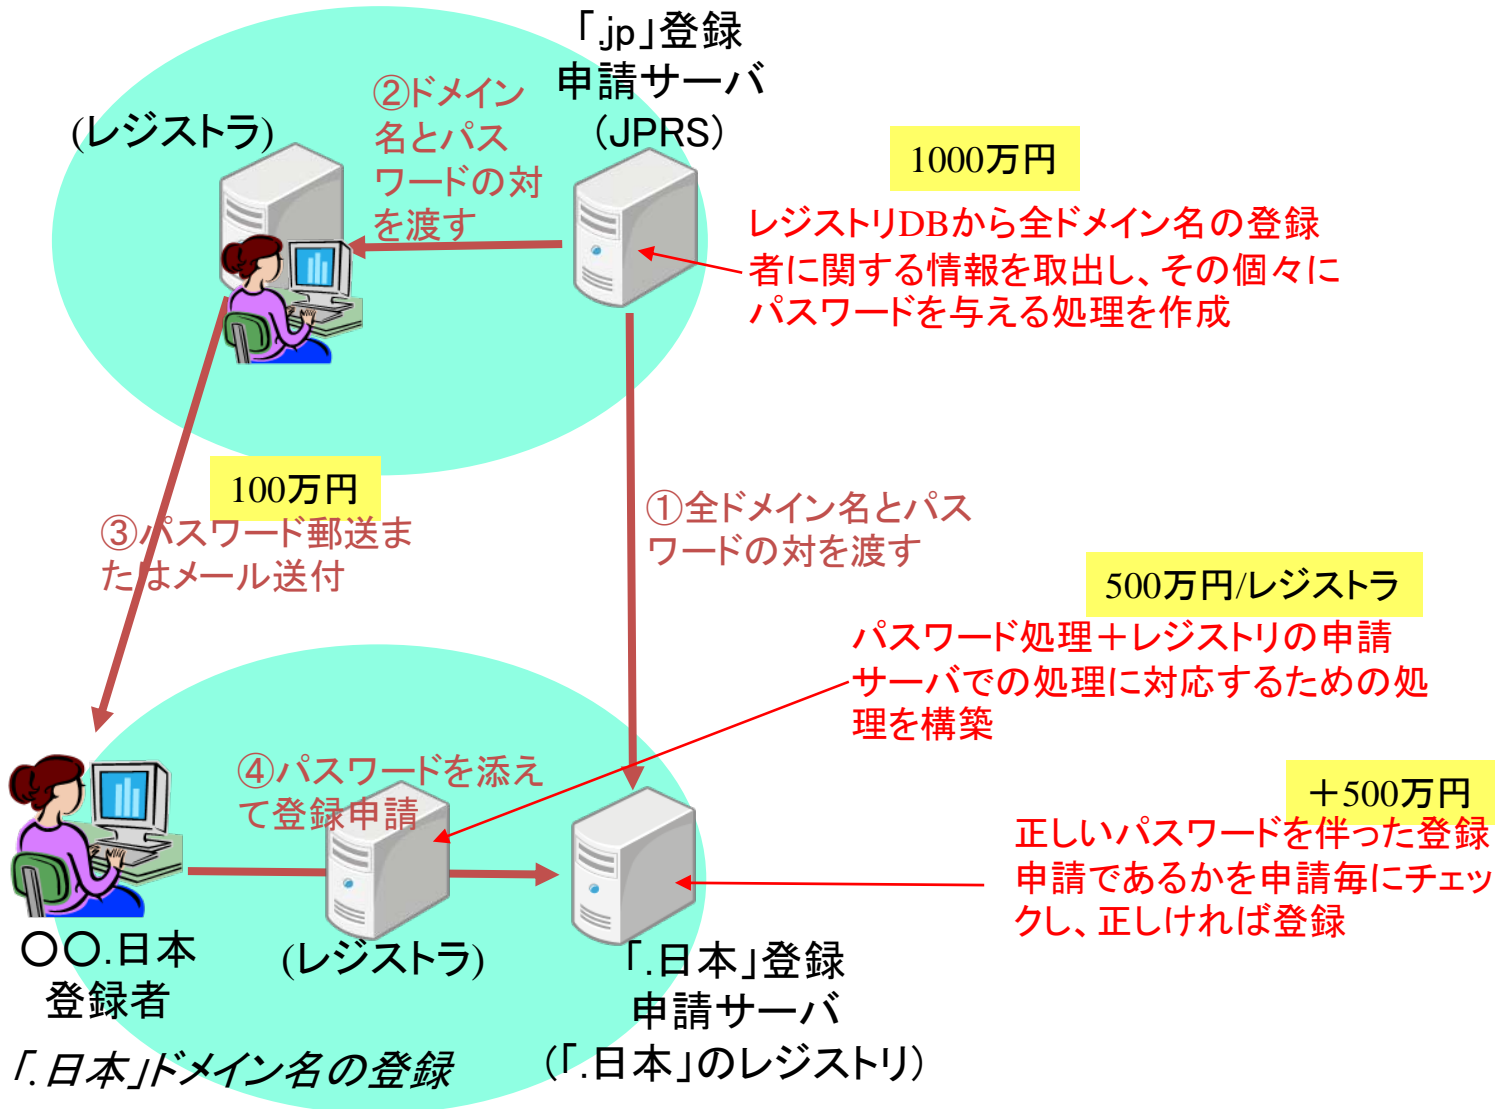 「.jp」登録
申請サーバ
（JPRS）
(レジストラ)
②ドメイン
名とパス
ワードの対
を渡す
1000万円
レジストリDBから全ドメイン名の登録
者に関する情報を取出し、その個々に
パスワードを与える処理を作成
100万円
③パスワード郵送ま
たはメール送付
①全ドメイン名とパス
ワードの対を渡す
500万円/レジストラ
パスワード処理＋レジストリの申請
サーバでの処理に対応するための処
理を構築
④パスワードを添え
て登録申請
＋500万円
正しいパスワードを伴った登録
申請であるかを申請毎にチェッ
クし、正しければ登録
〇〇.日本
登録者
(レジストラ)
「.日本」登録
申請サーバ
（「.日本」のレジストリ）
「.日本」ドメイン名の登録